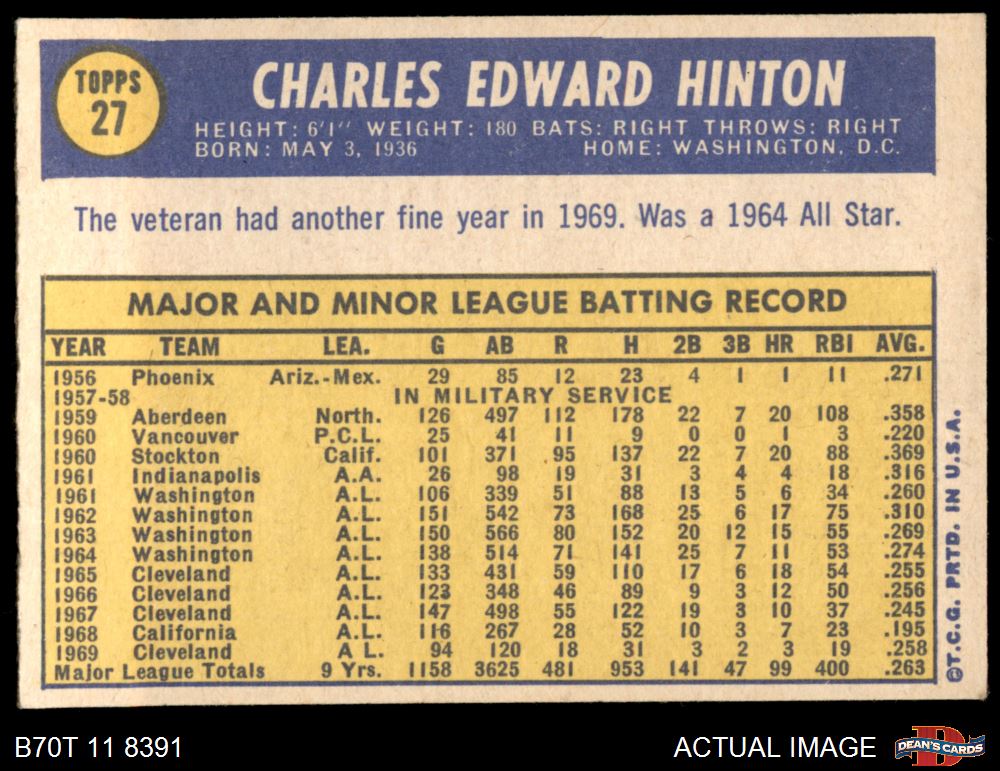 TOPPS
27
CHARLES EDWARD HINTON
HEIGHT: 6'1" WEIGHT: 180 BATS: RIGHT THROWS: RIGHT
BORN: MAY 3, 1936 HOME: WASHINGTON, D.C.
The veteran had another fine year in 1969. Was a 1964 All Star.
MAJOR AND MINOR LEAGUE BATTING RECORD
YEAR TEAM LEA. G AB R H 2B 3B HR RBI AVG.
1956 Phoenix Ariz.-Mex. 29 85 12 23 4 1 1 11 .271
1957-58 IN MILITARY SERVICE
1959 Aberdeen North. 126 497 112 178 22 7 20 108 .358
1960 Vancouver P.C.L. 25 41 11 9 0 0 1 3 .220
1960 Stockton Calif. 101 371 95 137 22 7 20 88 .369
1961 Indianapolis A.A. 26 98 19 31 3 4 4 18 .316
1961 Washington A.L. 106 339 51 88 13 5 6 34 .260
1962 Washington A.L. 151 542 73 168 25 6 17 75 .310
1963 Washington A.L. 150 566 80 152 20 12 15 55 .269
1964 Washington A.L. 138 514 71 141 25 7 11 53 .274
1965 Cleveland A.L. 133 431 59 110 17 6 18 54 .255
1966 Cleveland A.L. 123 348 46 89 9 3 12 50 .256
1967 Cleveland A.L. 147 498 55 122 19 3 10 37 .245
1968 California A.L. 116 267 28 52 10 3 7 23 .195
1969 Cleveland A L. 94 120 18 31 3 2 3 19 .258
Major League Totals 9 Yrs. 1158 3625 481 953 141 47 99 400 .263
©T.C.G. PRTD. IN U.S.A.
B70T 11 8391
ACTUAL IMAGE
DEAN'S CARDS